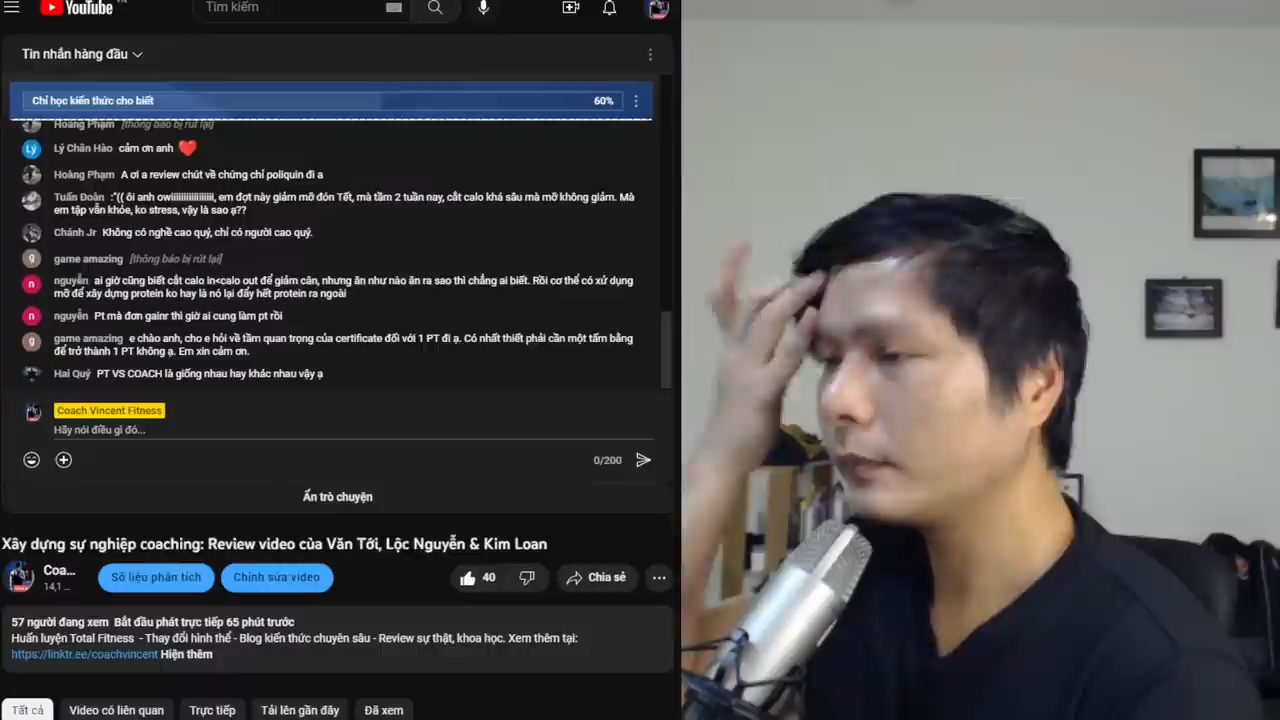 YouTube
VN
Tìm kiếm
Tin nhắn hàng đầu
Chỉ học kiến thức cho biết 60%
Hoàng Phạm [thông báo bị rút lại]
Lý Lý Chân Hào cảm ơn anh
Hoàng Phạm A ơi a review chút về chứng chỉ poliquin đi a
Tuấn Đoàn :"(( ôi anh owiiiiiiiiiiiiiii, em đợt này giảm mỡ đón Tết, mà tầm 2 tuần nay, cắt calo khá sâu mà mỡ không giảm. Mà
em tập vẫn khỏe, ko stress, vậy là sao ạ??
Chánh Jr Không có nghề cao quý, chỉ có người cao quý.
g game amazing [thông báo bị rút lại]
n nguyễn ai giờ cũng biết cắt calo in<calo out để giảm cân, nhưng ăn như nào ăn ra sao thì chẳng ai biết. Rồi cơ thể có xử dụng
mỡ để xây dựng protein ko hay là nó lại đẩy hết protein ra ngoài
n nguyễn Pt mà đơn gainr thì giờ ai cung làm pt rồi
g game amazing e chào anh, cho e hỏi về tầm quan trọng của certificate đối với 1 PT đi ạ. Có nhất thiết phải cần một tấm bằng
để trở thành 1 PT không ạ. Em xin cảm ơn.
Hai Quý PT VS COACH là giống nhau hay khác nhau vậy ạ
Coach Vincent Fitness
Hãy nói điều gì đó...
0/200
Ẩn trò chuyện
Xây dựng sự nghiệp coaching: Review video của Văn Tới, Lộc Nguyễn & Kim Loan
Coa...
14,1 ...
Số liệu phân tích
Chỉnh sửa video
40
Chia sẻ
57 người đang xem Bắt đầu phát trực tiếp 65 phút trước
Huấn luyện Total Fitness - Thay đổi hình thể - Blog kiến thức chuyên sâu - Review sự thật, khoa học. Xem thêm tại:
https://linktr.ee/coachvincent Hiện thêm
Tất cả
Video có liên quan
Trực tiếp
Tải lên gần đây
Đã xem